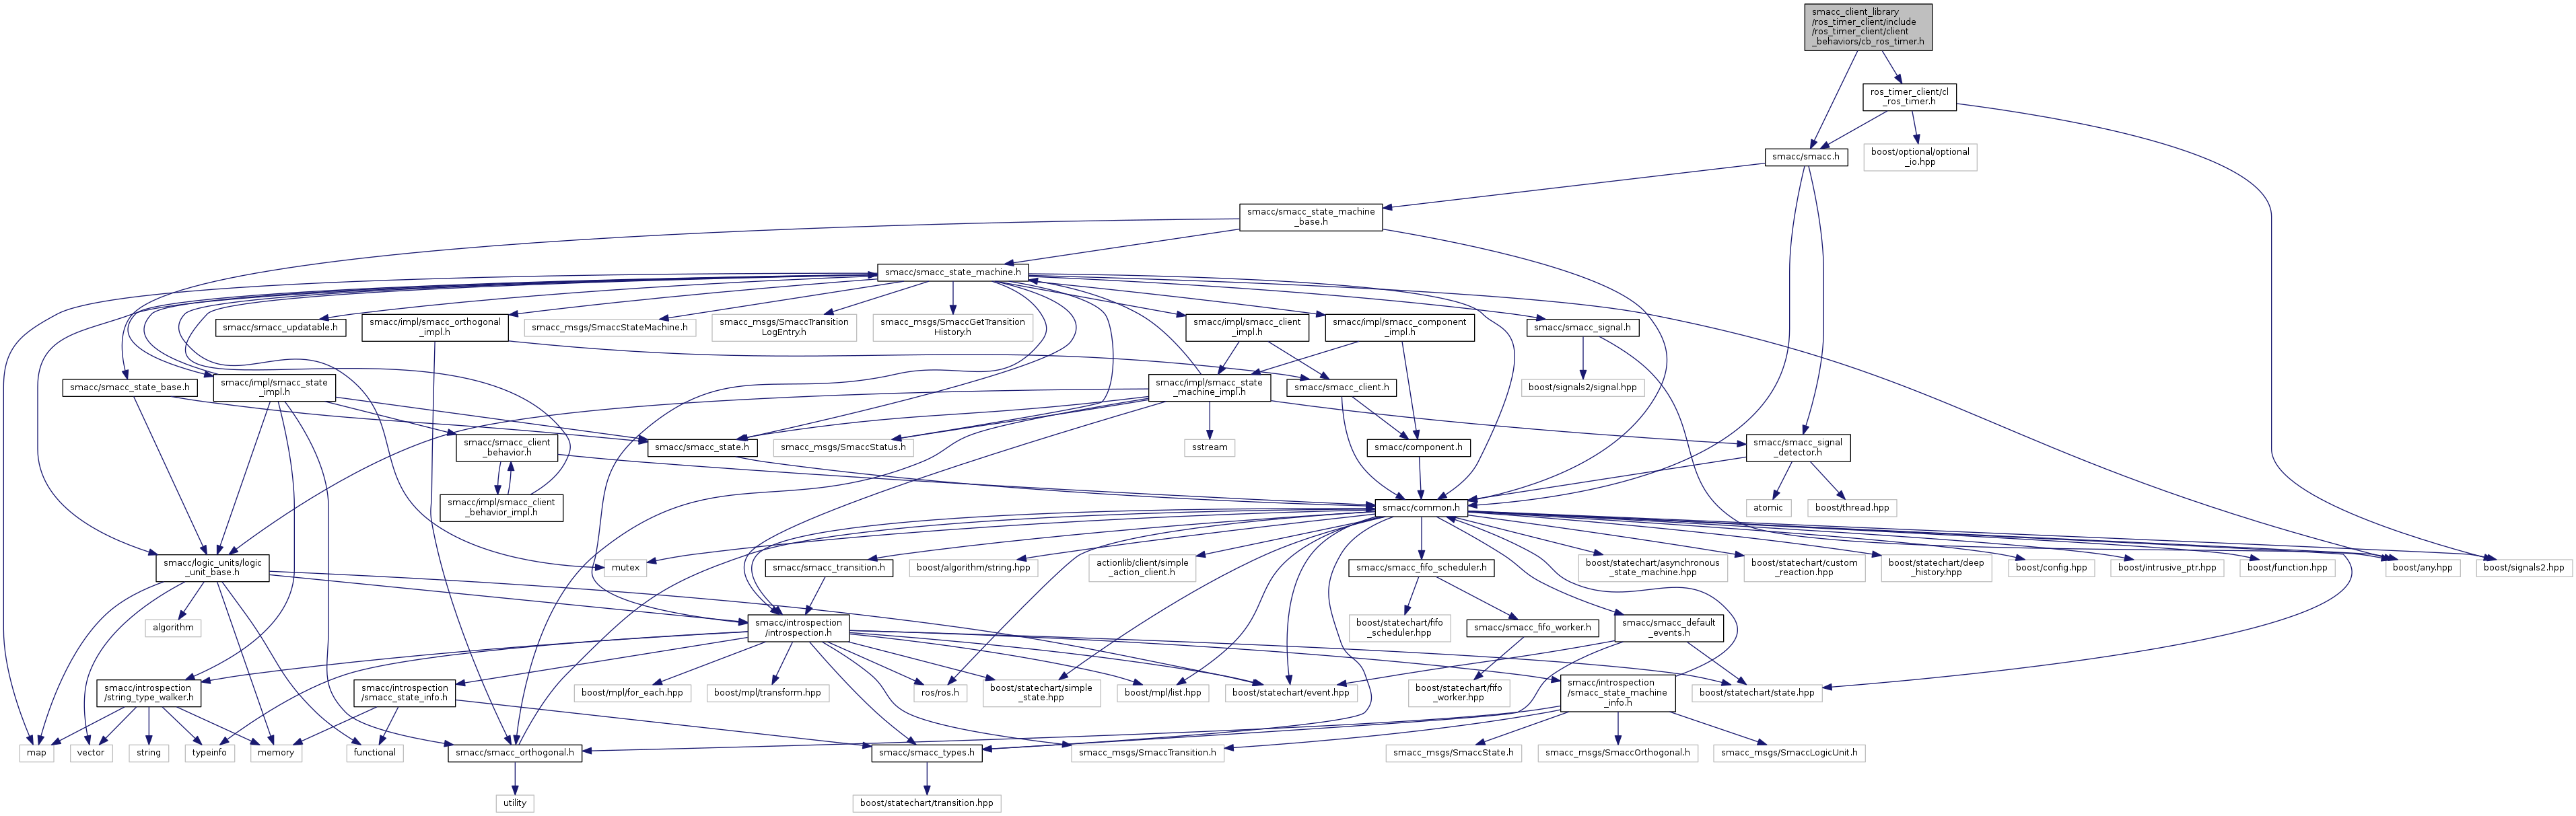 smacc_client_library
/ros_timer_client/include
/ros_timer_client/client
_behaviors/cb_ros_timer.h
ros_timer_client/cl
_ros_timer.h
smacc/smacc.h
boost/optional/optional
_io.hpp
smacc/smacc_state_machine
_base.h
smacc/smacc_state_machine.h
smacc/smacc_updatable.h
smacc/impl/smacc_orthogonal
_impl.h
smacc_msgs/SmaccStateMachine.h
smacc_msgs/SmaccTransition
LogEntry.h
smacc_msgs/SmaccGetTransition
History.h
smacc/impl/smacc_client
_impl.h
smacc/impl/smacc_component
_impl.h
smacc/smacc_signal.h
smacc/smacc_state_base.h
smacc/impl/smacc_state
_impl.h
smacc/impl/smacc_state
_machine_impl.h
smacc/smacc_client.h
boost/signals2/signal.hpp
smacc/smacc_client
_behavior.h
smacc/smacc_state.h
smacc_msgs/SmaccStatus.h
sstream
smacc/component.h
smacc/smacc_signal
_detector.h
smacc/impl/smacc_client
_behavior_impl.h
smacc/common.h
atomic
boost/thread.hpp
smacc/logic_units/logic
_unit_base.h
mutex
smacc/smacc_transition.h
boost/algorithm/string.hpp
actionlib/client/simple
_action_client.h
smacc/smacc_fifo_scheduler.h
boost/statechart/asynchronous
_state_machine.hpp
boost/statechart/custom
_reaction.hpp
boost/statechart/deep
_history.hpp
boost/config.hpp
boost/intrusive_ptr.hpp
boost/function.hpp
boost/any.hpp
boost/signals2.hpp
algorithm
smacc/introspection
/introspection.h
boost/statechart/fifo
_scheduler.hpp
smacc/smacc_fifo_worker.h
smacc/smacc_default
_events.h
smacc/introspection
/string_type_walker.h
smacc/introspection
/smacc_state_info.h
boost/mpl/for_each.hpp
boost/mpl/transform.hpp
ros/ros.h
boost/statechart/simple
_state.hpp
boost/mpl/list.hpp
boost/statechart/event.hpp
boost/statechart/fifo
_worker.hpp
smacc/introspection
/smacc_state_machine
_info.h
boost/statechart/state.hpp
map
vector
string
typeinfo
memory
functional
smacc/smacc_orthogonal.h
smacc/smacc_types.h
smacc_msgs/SmaccTransition.h
smacc_msgs/SmaccState.h
smacc_msgs/SmaccOrthogonal.h
smacc_msgs/SmaccLogicUnit.h
utility
boost/statechart/transition.hpp